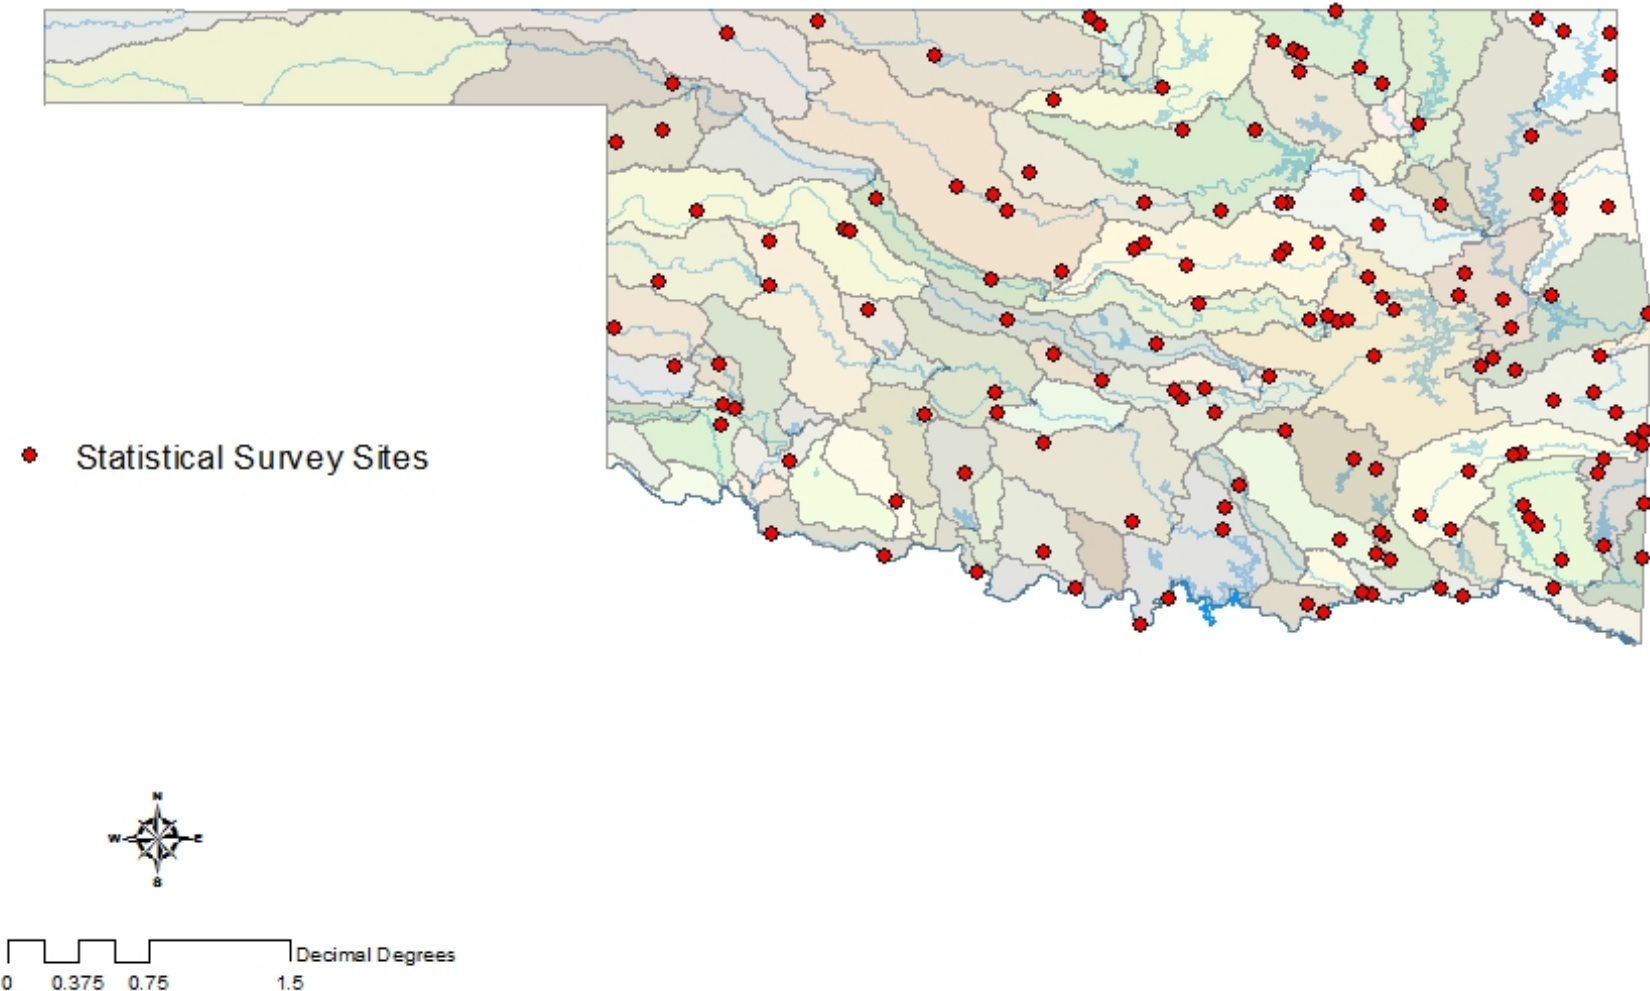 Statistical Survey Sites
N
W E
S
Decimal Degrees
0 0.375 0.75 1.5